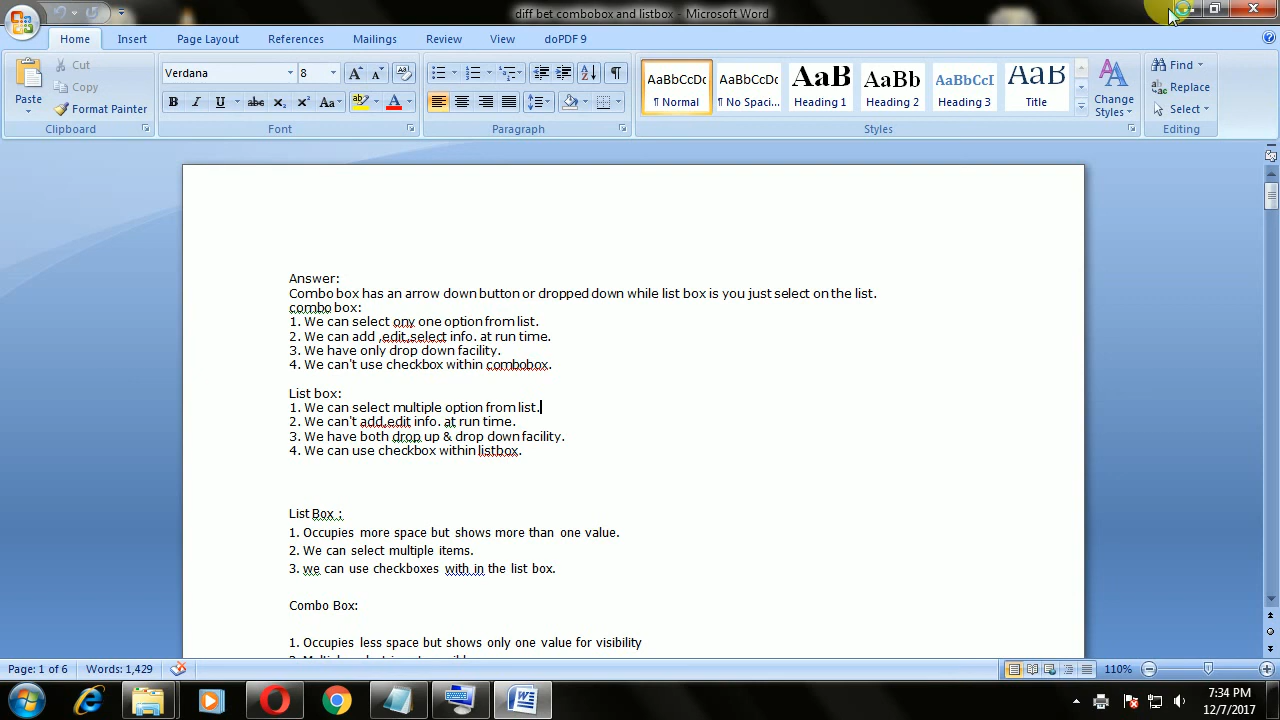 diff bet combobox and listbox - Microsoft Word
Home Insert Page Layout References Mailings Review View doPDF 9
Paste
Cut
Copy
Format Painter
Clipboard
Verdana 8
B I U abc X₂ X² Aa
Font
Paragraph
AaBbCcDc AaBbCcDc AaB AaBb AaBbCcI AaBb
¶ Normal ¶ No Spaci... Heading 1 Heading 2 Heading 3 Title
Change
Styles
Styles
Find
Replace
Select
Editing
Answer:
Combo box has an arrow down button or dropped down while list box is you just select on the list.
combo box:
1. We can select ony one option from list.
2. We can add ,edit,select info. at run time.
3. We have only drop down facility.
4. We can't use checkbox within combobox.
List box:
1. We can select multiple option from list.
2. We can't add,edit info. at run time.
3. We have both drop up & drop down facility.
4. We can use checkbox within listbox.
List Box :
1. Occupies more space but shows more than one value.
2. We can select multiple items.
3. we can use checkboxes with in the list box.
Combo Box:
1. Occupies less space but shows only one value for visibility
Page: 1 of 6 Words: 1,429 110%
7:34 PM
12/7/2017